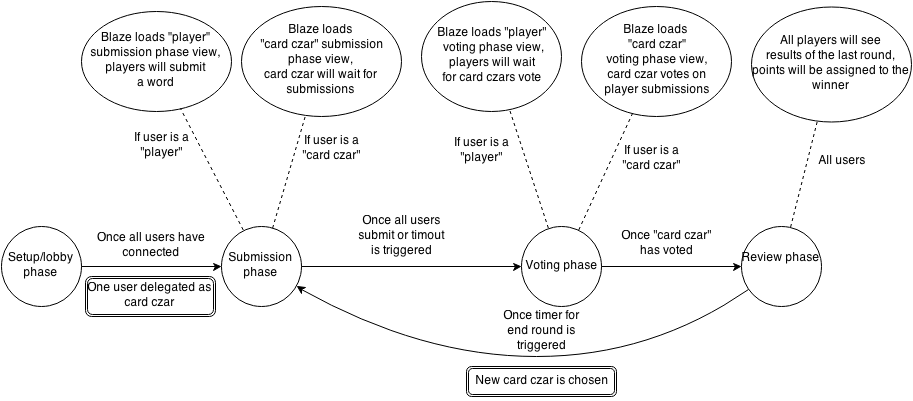 Blaze loads "player"
submission phase view,
players will submit
a word
Blaze loads
"card czar" submission
phase view,
card czar will wait for
submissions
Blaze loads "player"
voting phase view,
players will wait
for card czars vote
Blaze loads
"card czar"
voting phase view,
card czar votes on
player submissions
All players will see
results of the last round,
points will be assigned to the
winner
If user is a
"player"
If user is a
"card czar"
If user is a
"player"
If user is a
"card czar"
All users
Setup/lobby
phase
Once all users have
connected
One user delegated as
card czar
Submission
phase
Once all users
submit or timout
is triggered
Voting phase
Once "card czar"
has voted
Review phase
Once timer for
end round is
triggered
New card czar is chosen